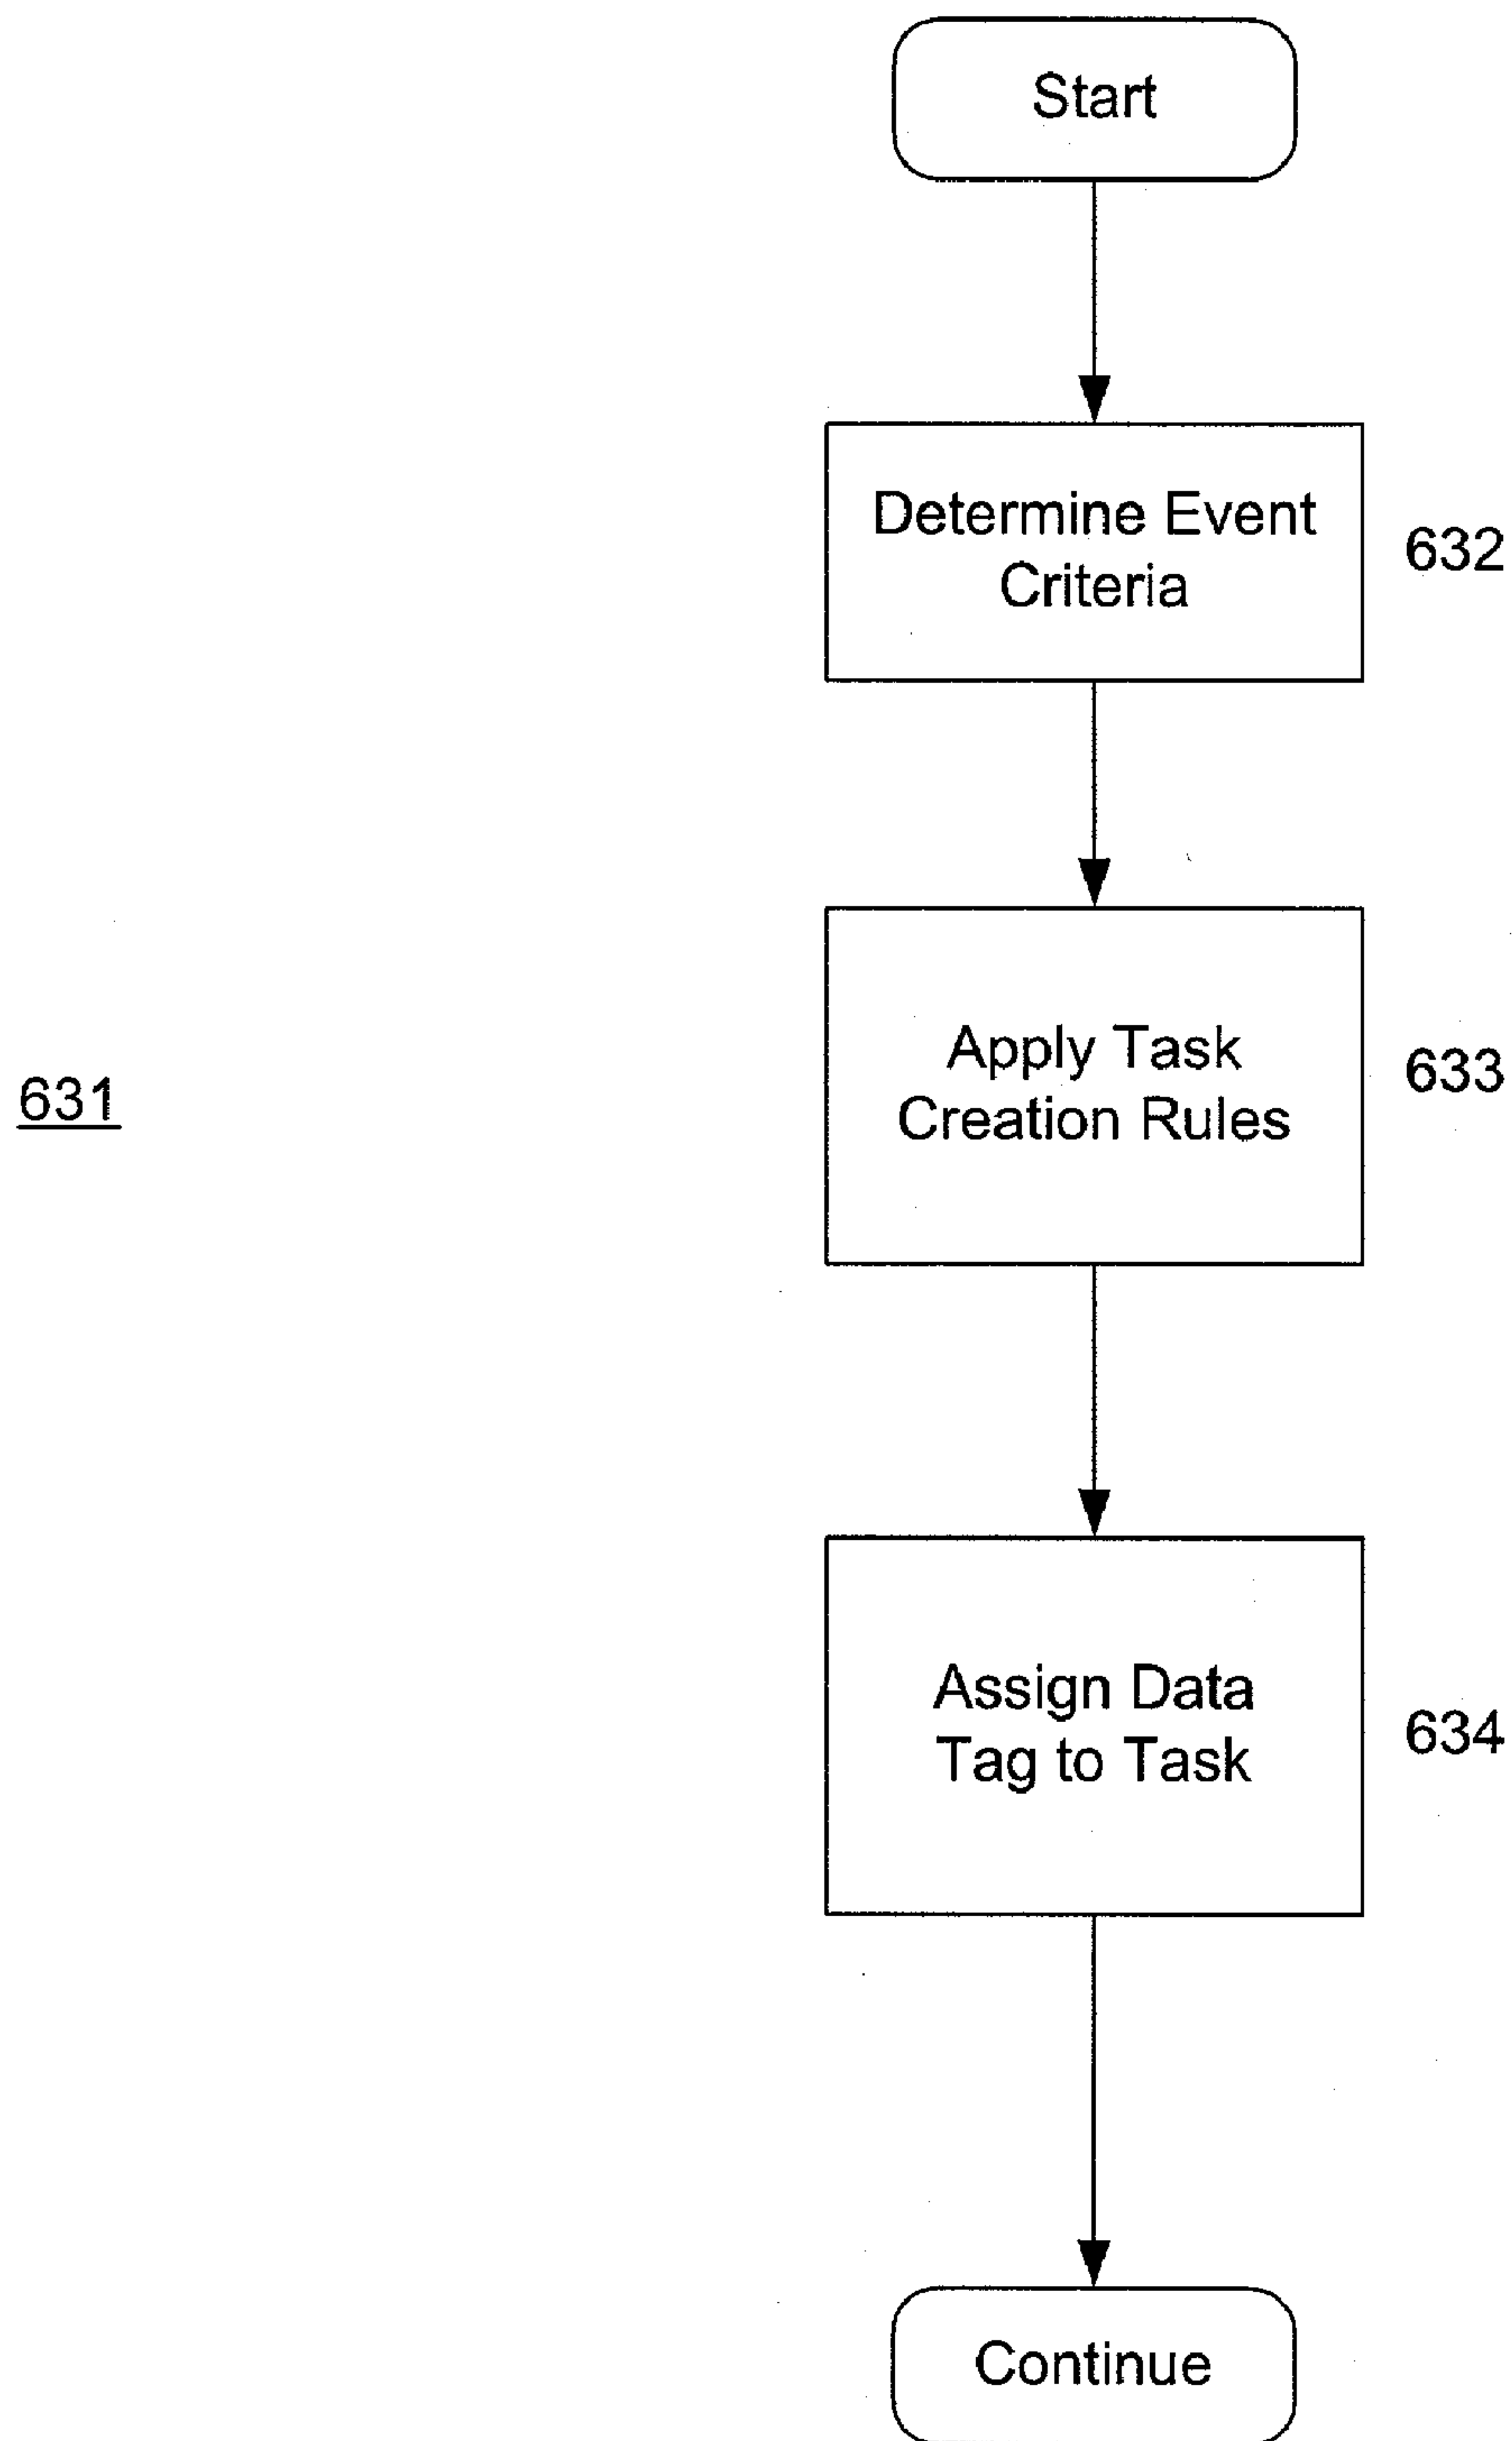 Start
Determine Event
Criteria
632
Apply Task
Creation Rules
633
631
Assign Data
Tag to Task
634
Continue